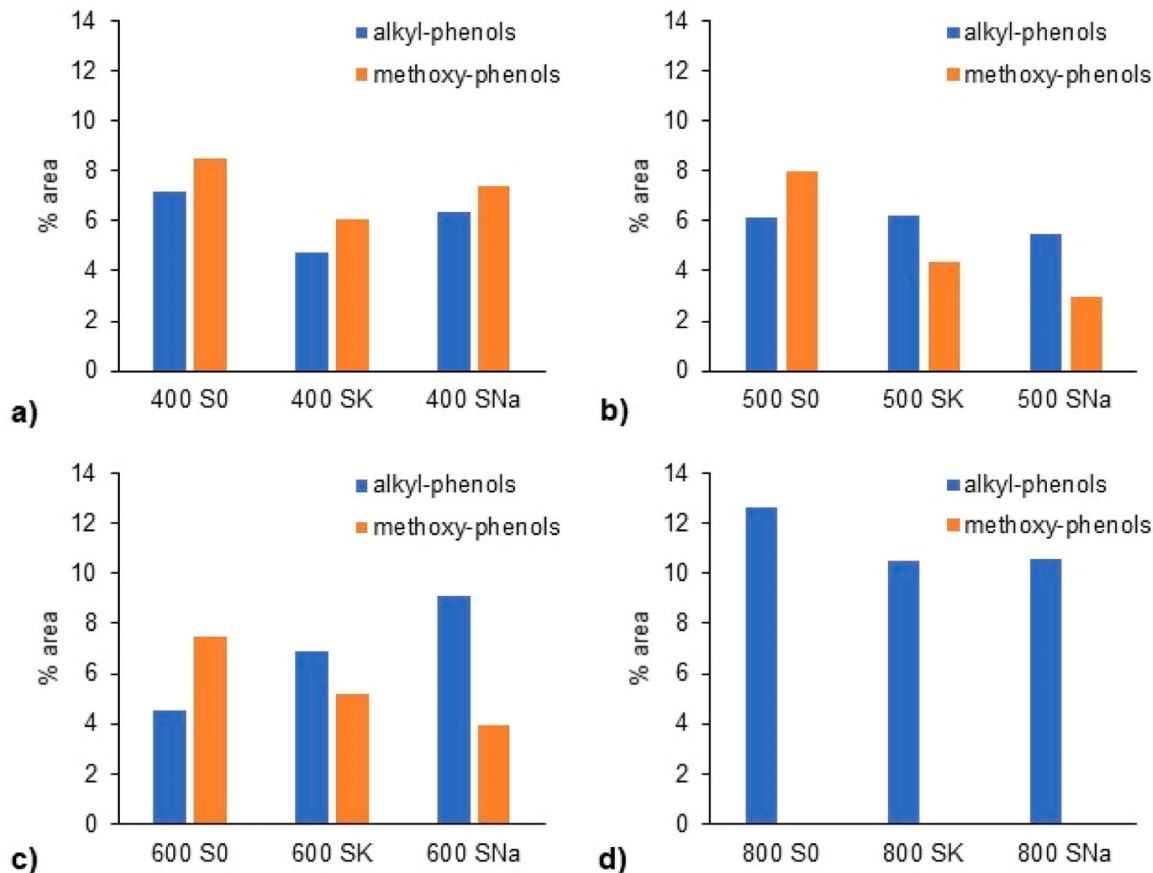 14
12
10
8
6
4
2
0
% area
alkyl-phenols
methoxy-phenols
400 S0 400 SK 400 SNa
a)
14
12
10
8
6
4
2
0
% area
alkyl-phenols
methoxy-phenols
500 S0 500 SK 500 SNa
b)
14
12
10
8
6
4
2
0
% area
alkyl-phenols
methoxy-phenols
600 S0 600 SK 600 SNa
c)
14
12
10
8
6
4
2
0
% area
alkyl-phenols
methoxy-phenols
800 S0 800 SK 800 SNa
d)